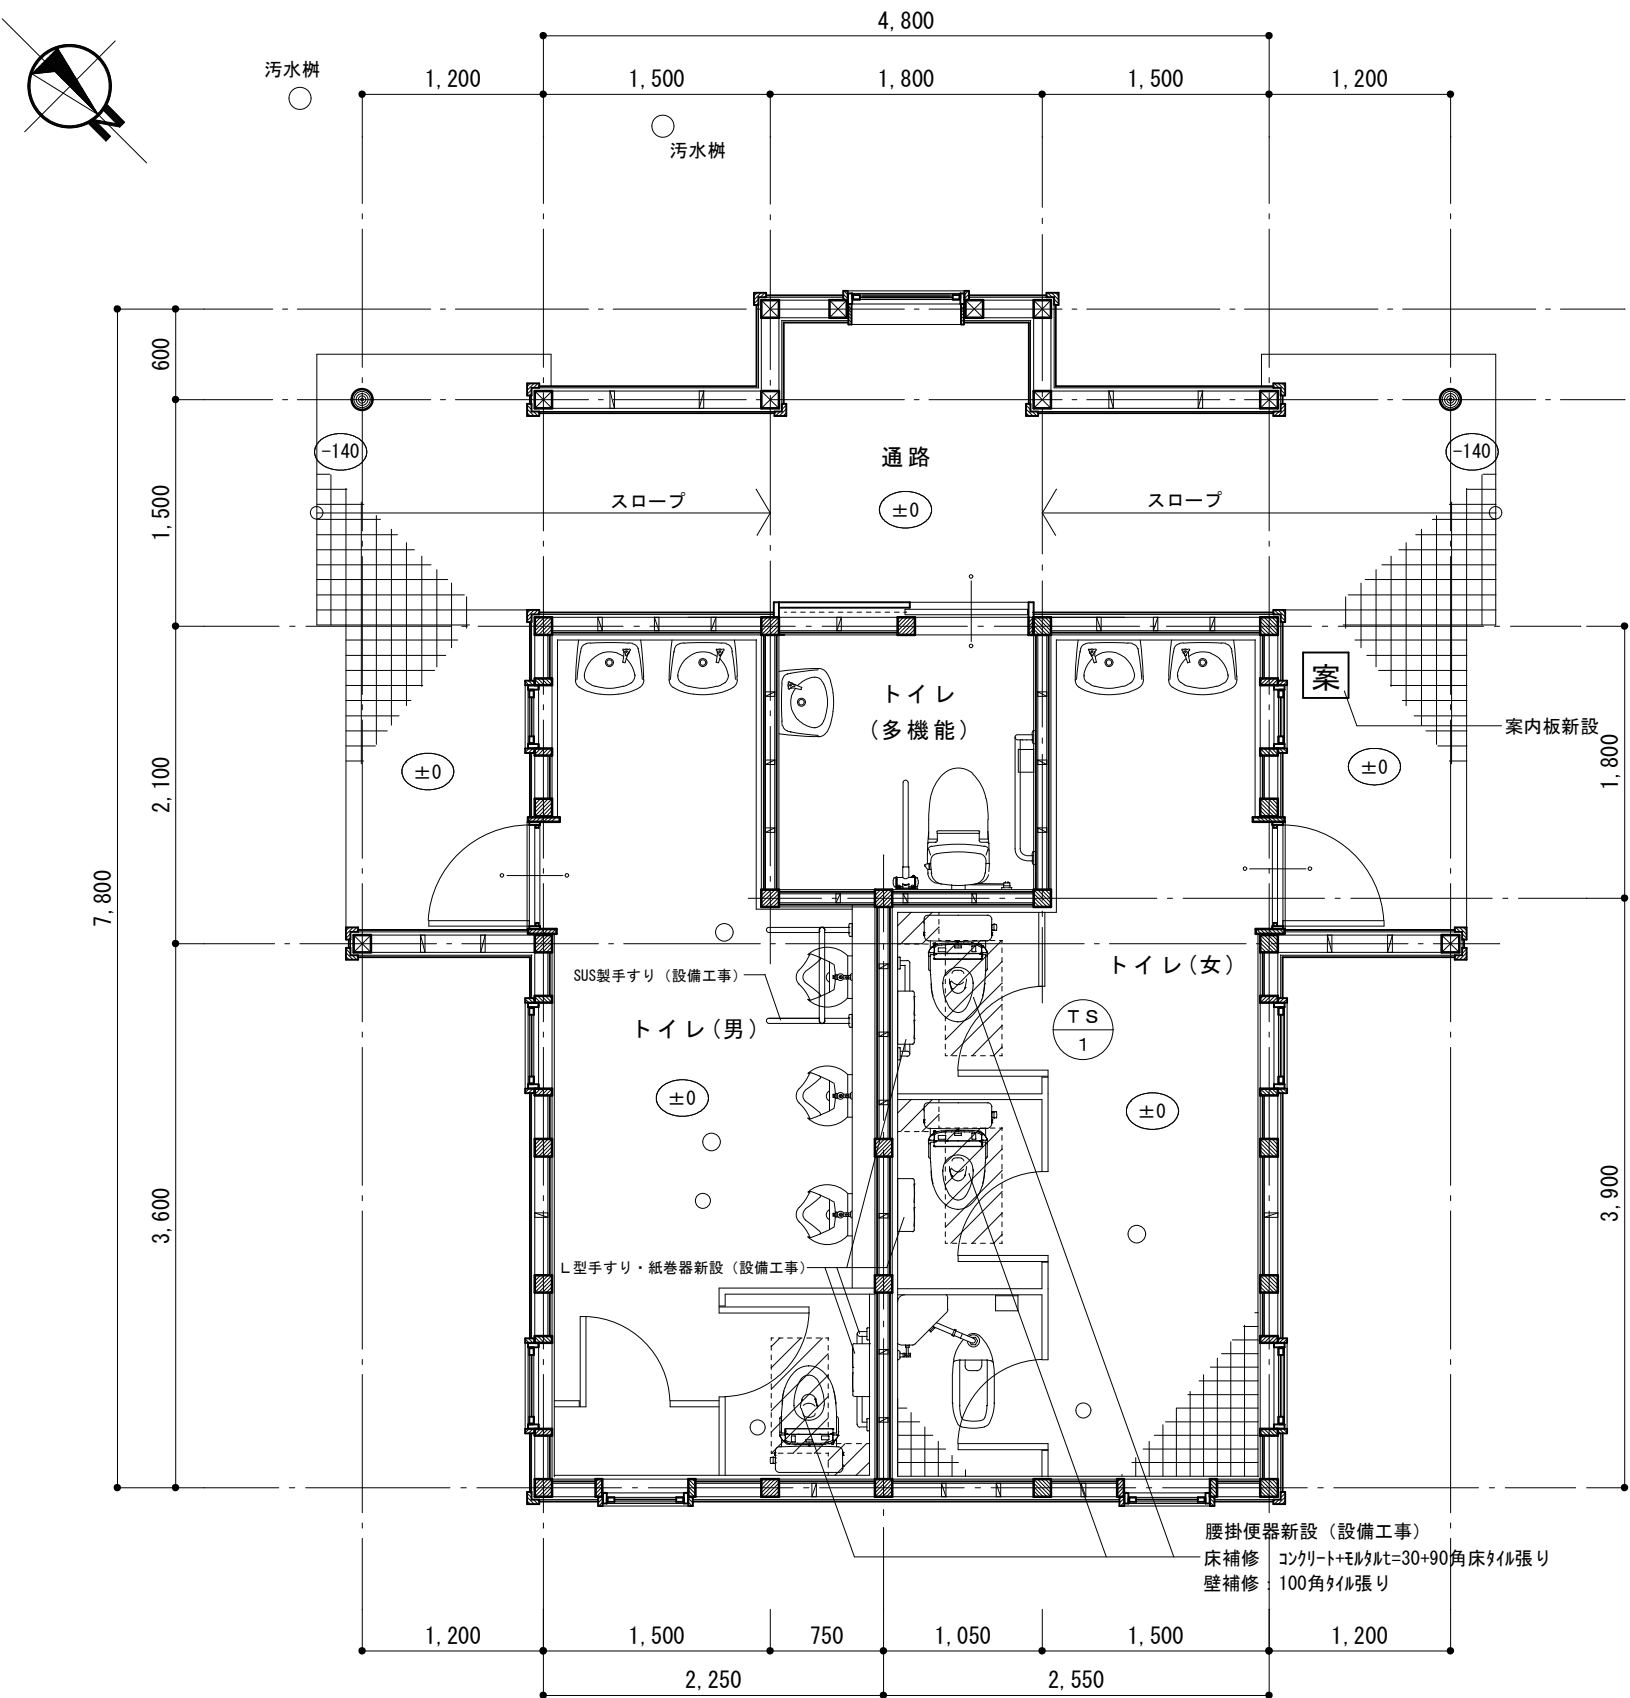 4,800
1,200
1,500
1,800
1,500
1,200
汚水桝
汚水桝
N
600
1,500
2,100
3,600
7,800
-140
-140
通路
±0
スロープ
スロープ
トイレ
(多機能)
案
案内板新設
±0
±0
1,800
3,900
SUS製手すり（設備工事）
トイレ(男)
トイレ(女)
TS
1
±0
±0
L型手すり・紙巻器新設（設備工事）
腰掛便器新設（設備工事）
床補修　ｺﾝｸﾘｰﾄ+ﾓﾙﾀﾙt=30+90角床ﾀｲﾙ張り
壁補修：100角ﾀｲﾙ張り
1,200
1,500
750
1,050
1,500
1,200
2,250
2,550